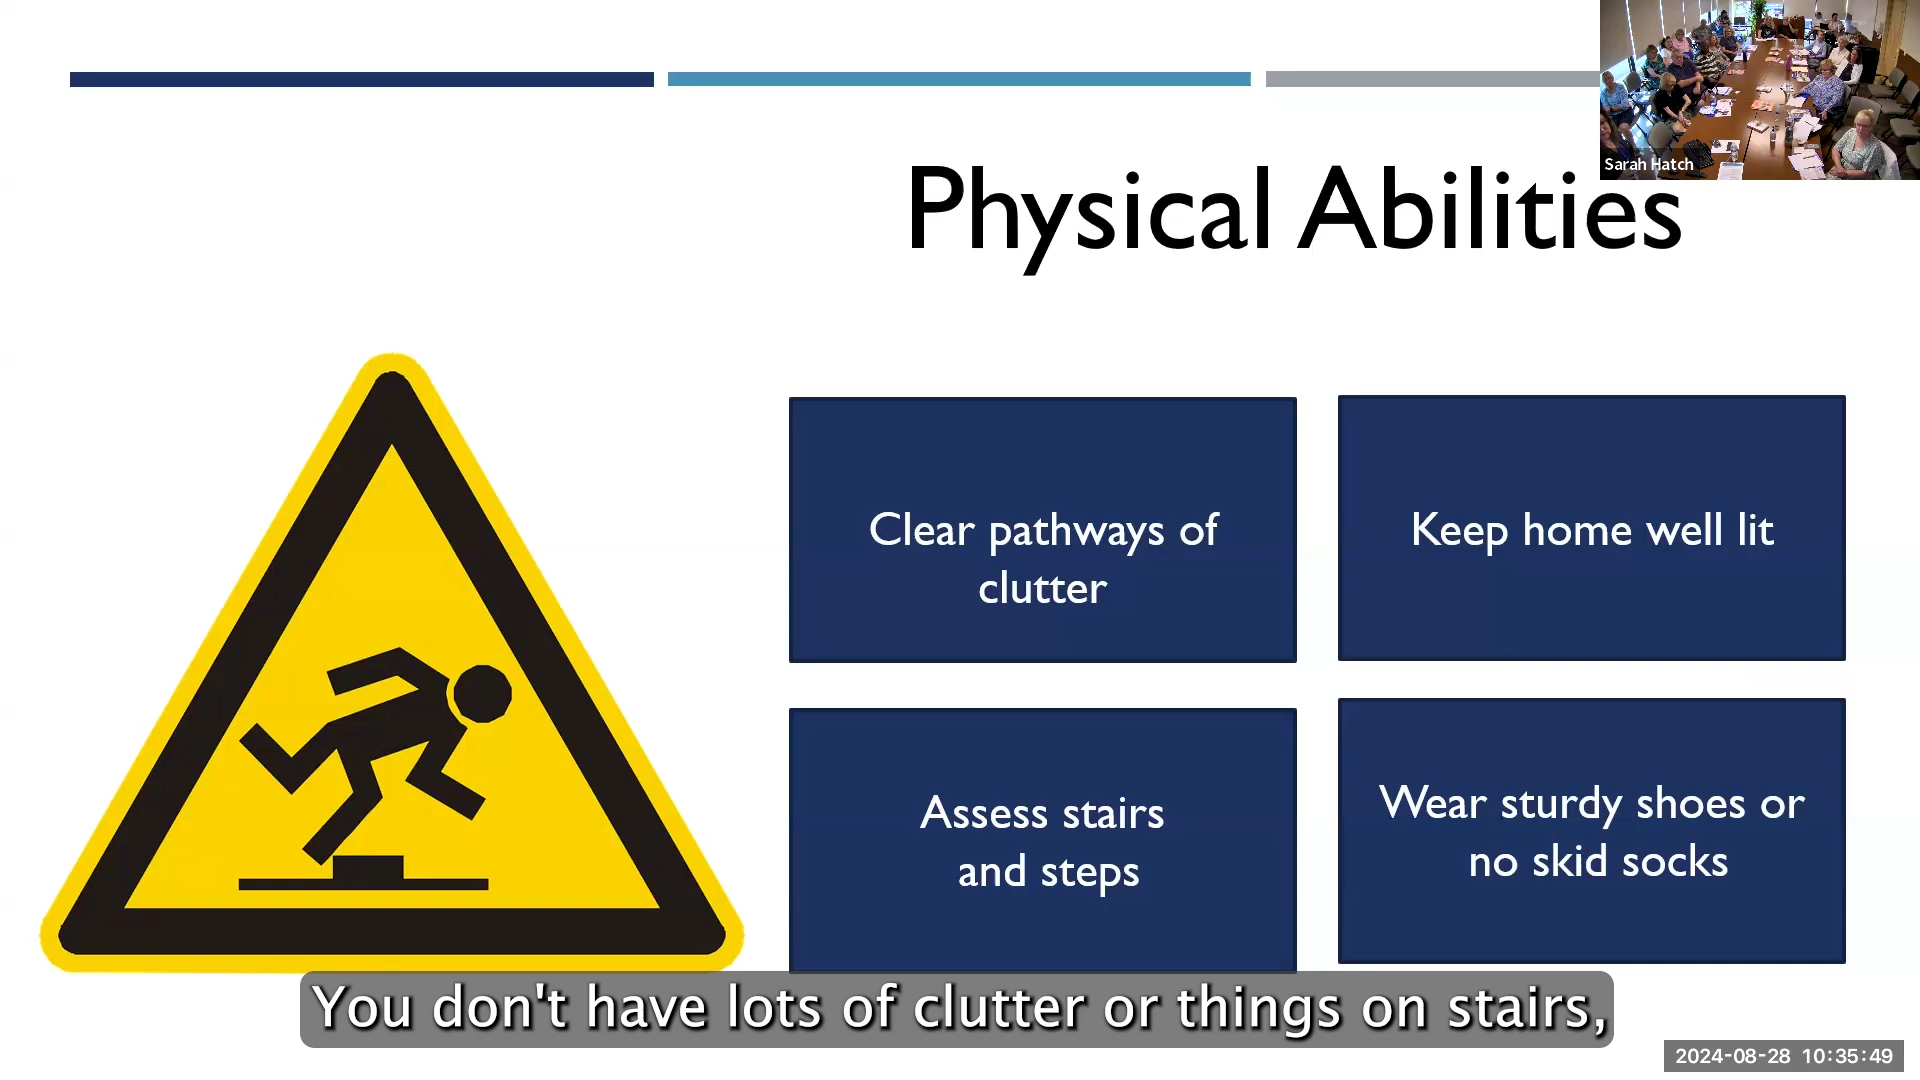 Sarah Hatch
Physical Abilities
Clear pathways of
clutter
Keep home well lit
Assess stairs
and steps
Wear sturdy shoes or
no skid socks
You don't have lots of clutter or things on stairs,
2024-08-28 10:35:49